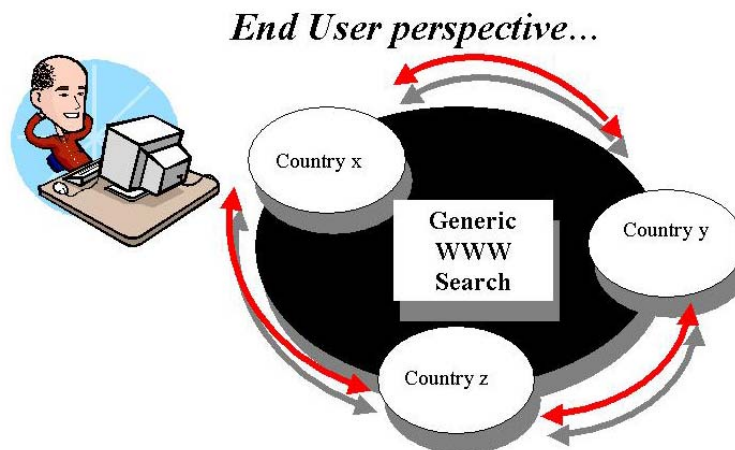 End User perspective…
Country x
Generic
WWW
Search
Country y
Country z